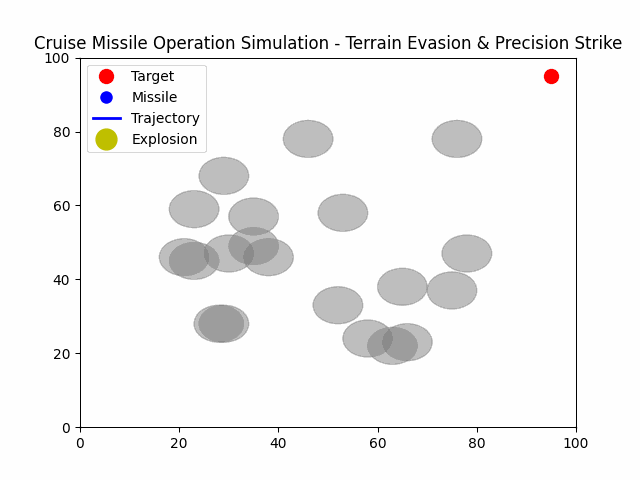 Cruise Missile Operation Simulation - Terrain Evasion & Precision Strike
100
Target
Missile
Trajectory
Explosion
80
60
40
20
0
0 20 40 60 80 100